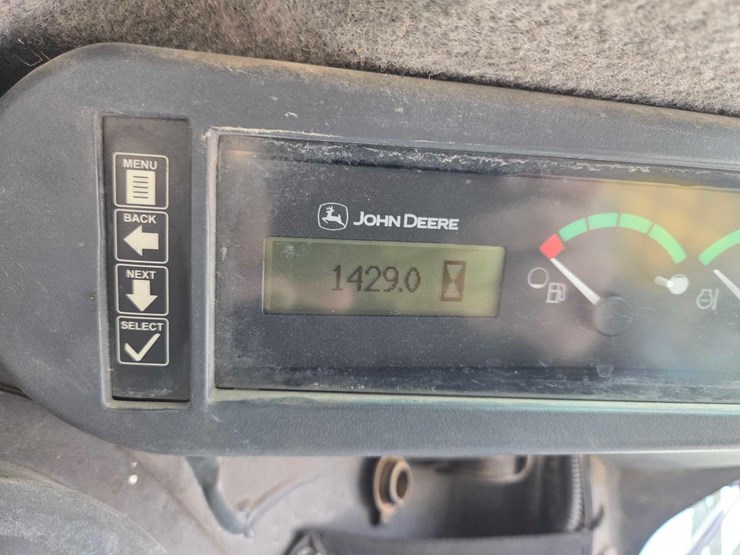 MENU
BACK
NEXT
SELECT
JOHN DEERE
1429.0